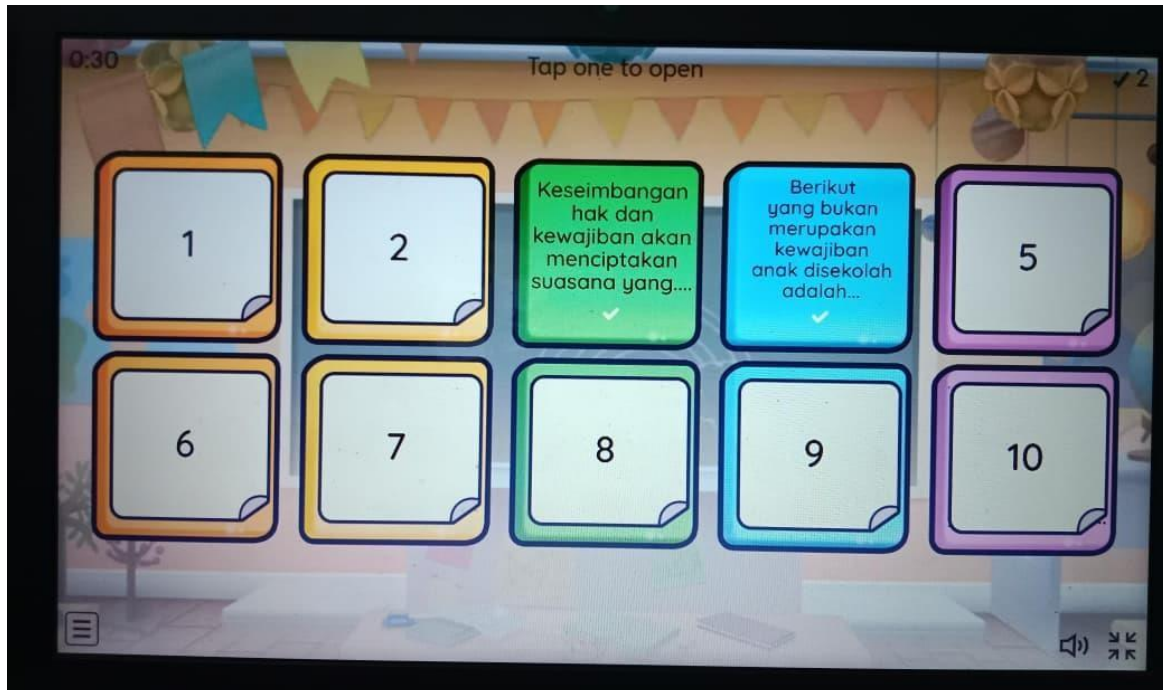 0:30
Tap one to open
✓ 2
1
2
Keseimbangan
hak dan
kewajiban akan
menciptakan
suasana yang....
Berikut
yang bukan
merupakan
kewajiban
anak disekolah
adalah...
5
6
7
8
9
10